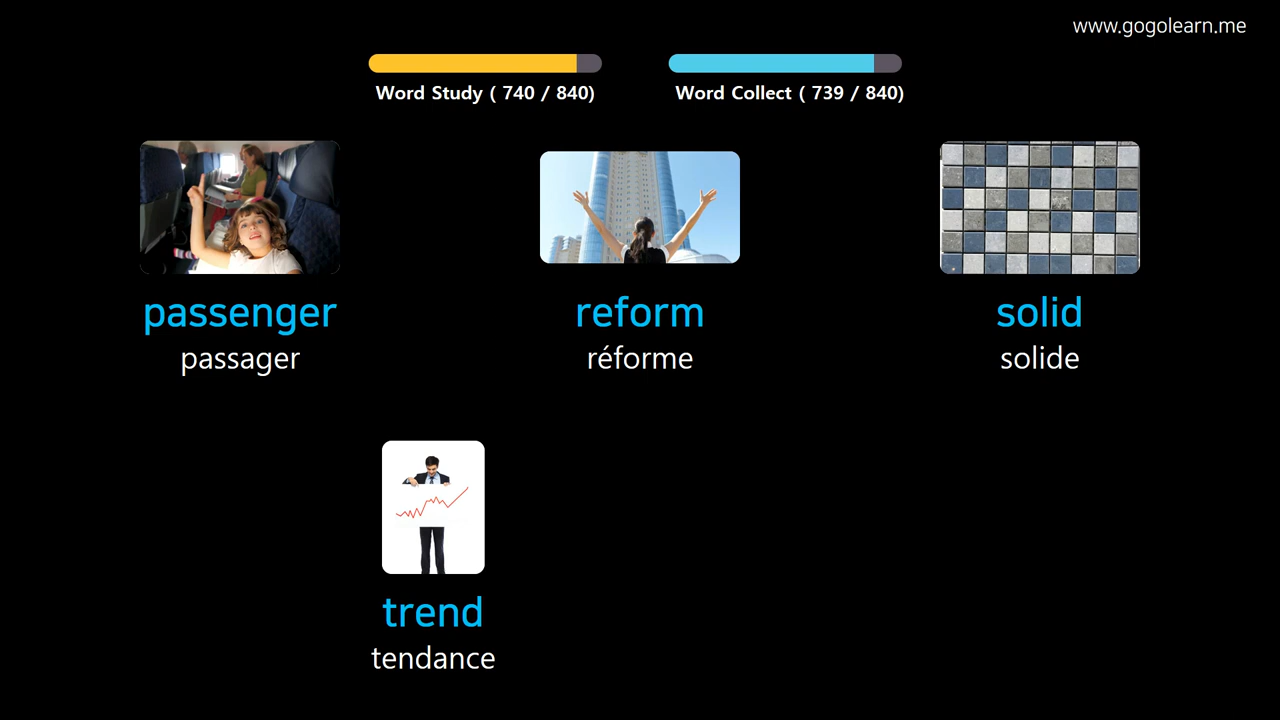 www.gogolearn.me
Word Study ( 740 / 840)
Word Collect ( 739 / 840)
passenger
passager
reform
réforme
solid
solide
trend
tendance